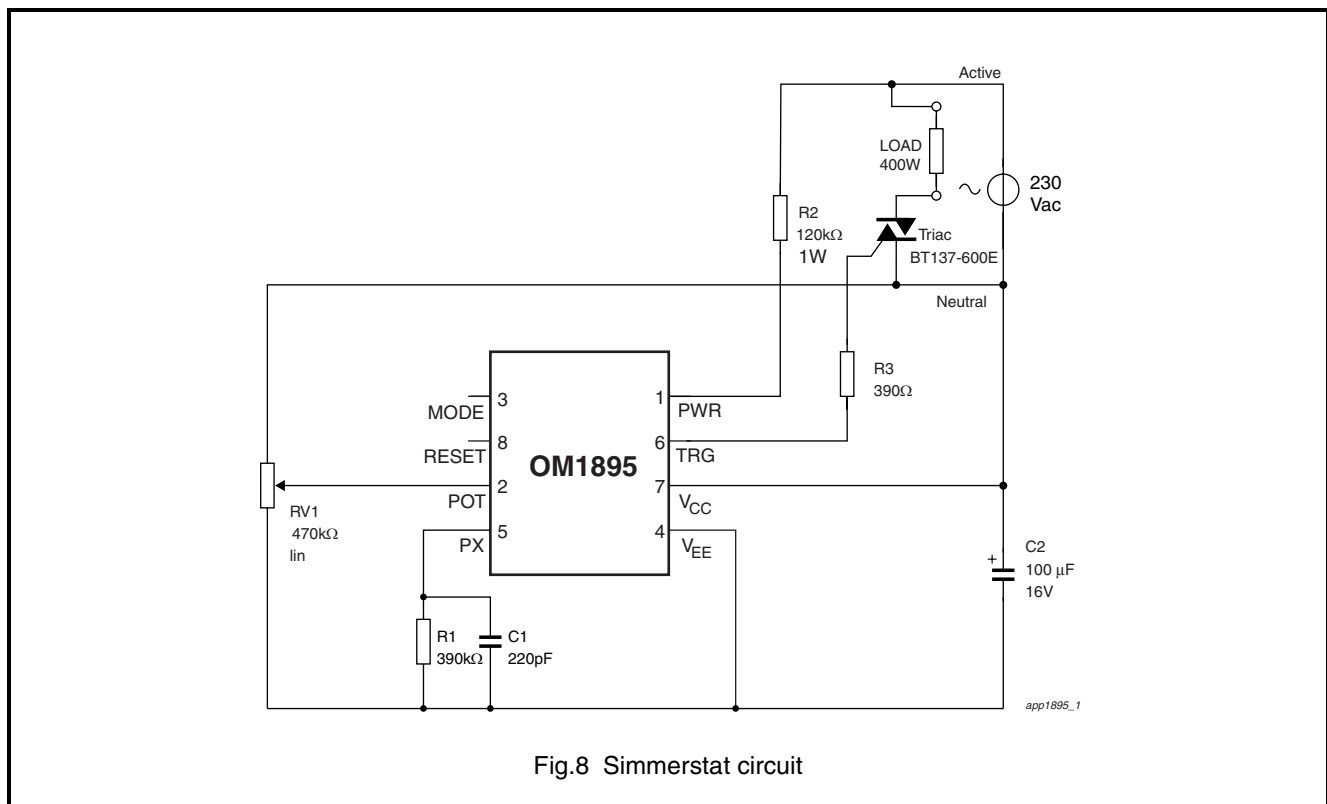 Active
LOAD
400W
230
Vac
R2
120kΩ
1W
Triac
BT137-600E
Neutral
R3
390Ω
3
MODE
1
PWR
8
RESET
6
TRG
OM1895
2
POT
7
VCC
5
PX
4
VEE
RV1
470kΩ
lin
C2
+
100 µF
16V
R1
390kΩ
C1
220pF
app1895_1
Fig.8 Simmerstat circuit